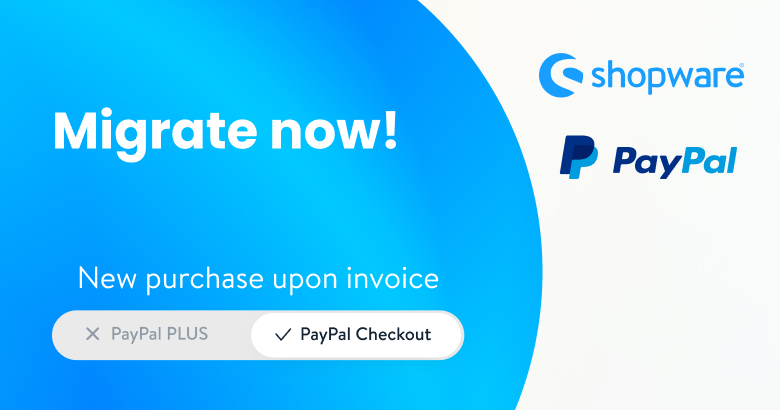 Migrate now!
New purchase upon invoice
PayPal PLUS
PayPal Checkout
shopware®
PayPal